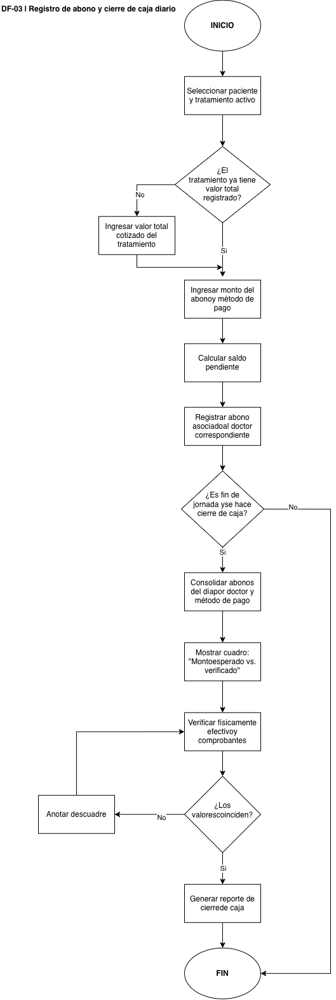 DF-03 | Registro de abono y cierre de caja diario
INICIO
Seleccionar paciente
y tratamiento activo
¿El
tratamiento ya tiene
valor total
registrado?
No
Ingresar valor total
cotizado del
tratamiento
Si
Ingresar monto del
abonoy método de
pago
Calcular saldo
pendiente
Registrar abono
asociadoal doctor
correspondiente
¿Es fin de
jornada yse hace
cierre de caja?
No
Si
Consolidar abonos
del díapor doctor y
método de pago
Mostrar cuadro:
"Montoesperado vs.
verificado"
Verificar físicamente
efectivoy
comprobantes
¿Los
valorescoinciden?
Anotar descuadre
No
Si
Generar reporte de
cierrede caja
FIN